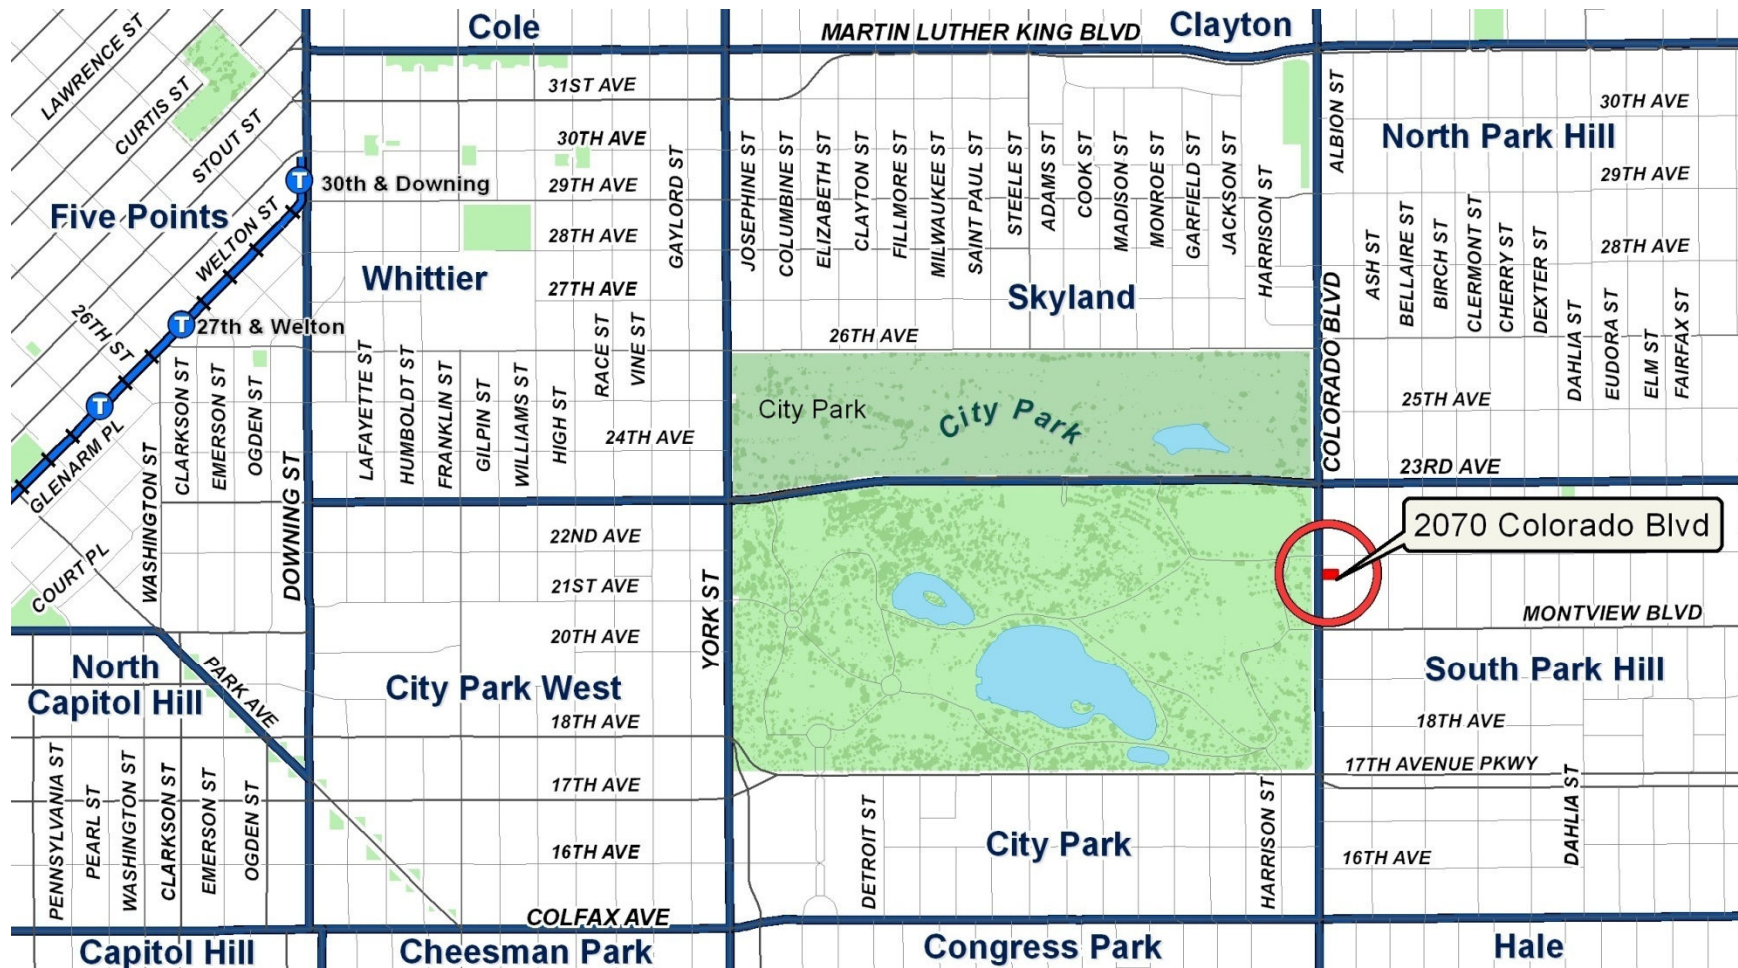 Cole
MARTIN LUTHER KING BLVD
Clayton
LAWRENCE ST
CURTIS ST
STOUT ST
31ST AVE
30TH AVE
ALBION ST
30TH AVE
North Park Hill
30th & Downing
29TH AVE
29TH AVE
GAYLORD ST
JOSEPHINE ST
COLUMBINE ST
ELIZABETH ST
CLAYTON ST
FILLMORE ST
MILWAUKEE ST
SAINT PAUL ST
STEELE ST
ADAMS ST
COOK ST
MADISON ST
MONROE ST
GARFIELD ST
JACKSON ST
HARRISON ST
Five Points
WELTON ST
28TH AVE
28TH AVE
ASH ST
BELLAIRE ST
BIRCH ST
CLERMONT ST
CHERRY ST
DEXTER ST
Whittier
27TH AVE
Skyland
26TH ST
27th & Welton
26TH AVE
COLORADO BLVD
DAHLIA ST
EUDORA ST
ELM ST
FAIRFAX ST
LAFAYETTE ST
HUMBOLDT ST
FRANKLIN ST
GILPIN ST
WILLIAMS ST
HIGH ST
RACE ST
VINE ST
CLARKSON ST
EMERSON ST
OGDEN ST
City Park
City Park
25TH AVE
24TH AVE
23RD AVE
GLENARM PL
WASHINGTON ST
DOWNING ST
2070 Colorado Blvd
22ND AVE
COURT PL
21ST AVE
YORK ST
MONTVIEW BLVD
20TH AVE
North
Capitol Hill
PARK AVE
City Park West
South Park Hill
18TH AVE
18TH AVE
17TH AVENUE PKWY
17TH AVE
PENNSYLVANIA ST
PEARL ST
WASHINGTON ST
CLARKSON ST
EMERSON ST
OGDEN ST
DETROIT ST
City Park
HARRISON ST
DAHLIA ST
16TH AVE
16TH AVE
COLFAX AVE
Capitol Hill
Cheesman Park
Congress Park
Hale
T
T
T